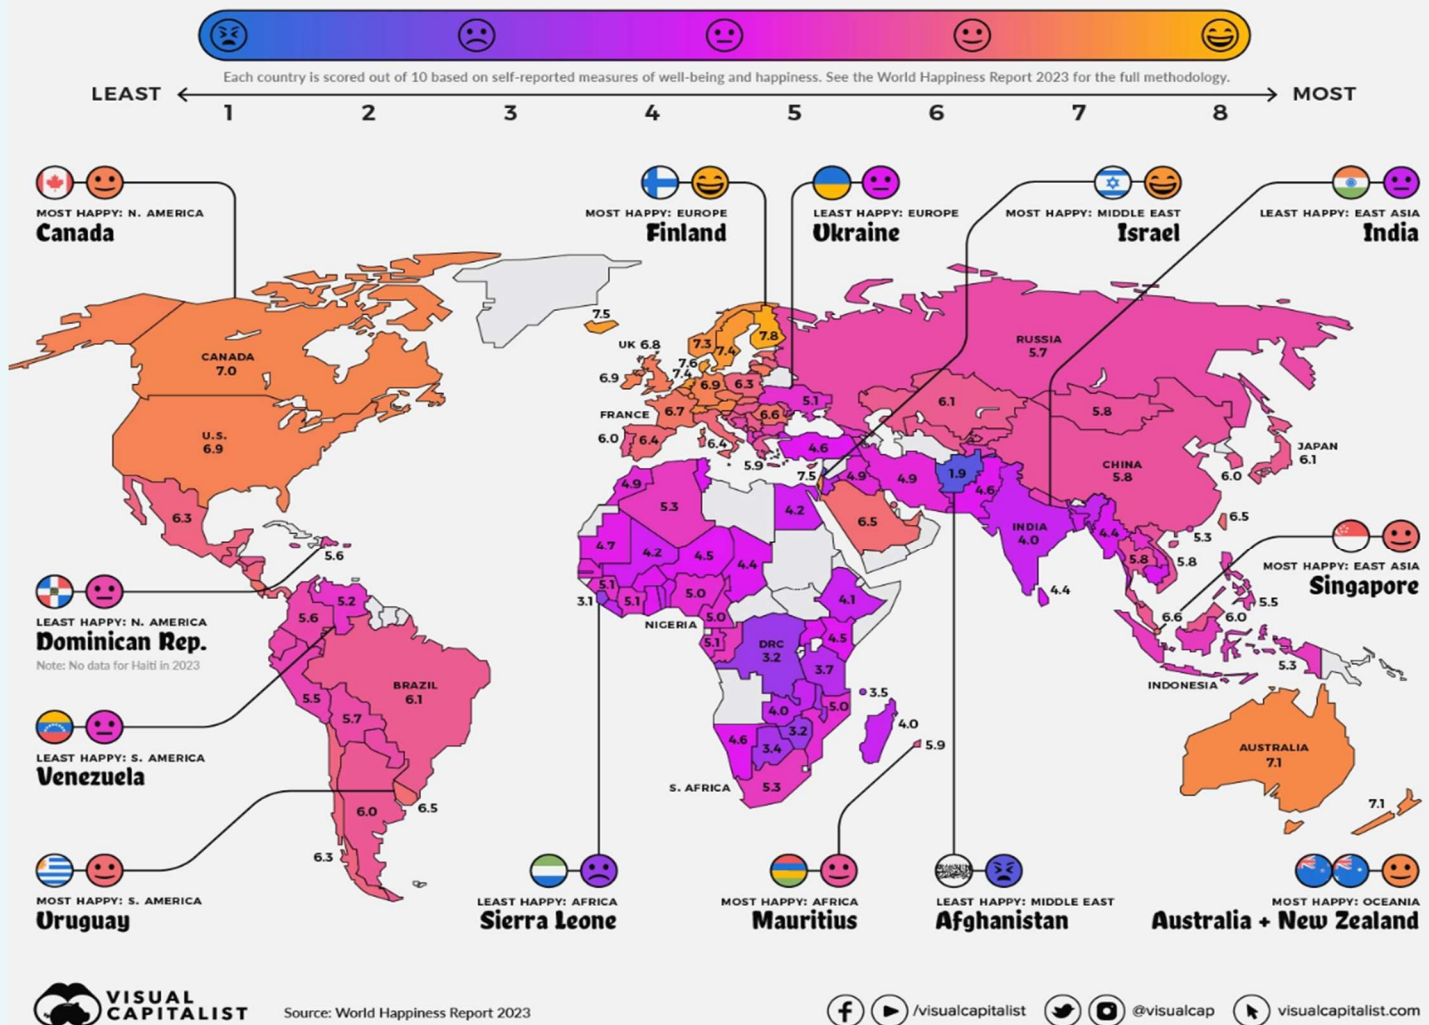 Each country is scored out of 10 based on self-reported measures of well-being and happiness. See the World Happiness Report 2023 for the full methodology.
LEAST MOST
1 2 3 4 5 6 7 8
MOST HAPPY: N. AMERICA
Canada
MOST HAPPY: EUROPE
Finland
LEAST HAPPY: EUROPE
Ukraine
MOST HAPPY: MIDDLE EAST
Israel
LEAST HAPPY: EAST ASIA
India
CANADA
7.0
U.S.
6.9
6.3
5.6
7.5
UK 6.8
6.9
7.3
7.4
7.8
7.6
7.4
6.9
6.3
FRANCE
6.7
6.6
5.1
6.0
6.4
6.4
5.9
4.6
7.5
RUSSIA
5.7
6.1
5.8
CHINA
5.8
JAPAN
6.1
6.0
4.9
4.9
1.9
4.6
INDIA
4.0
4.4
4.4
6.5
6.5
5.3
5.8
5.8
5.5
6.6
6.0
5.3
INDONESIA
4.9
5.3
4.2
4.7
4.2
4.5
4.4
5.1
3.1
5.1
5.0
5.0
NIGERIA
5.1
4.1
4.5
DRC
3.2
3.7
3.5
4.0
5.0
4.0
3.2
4.6
3.4
5.9
S. AFRICA
5.3
5.2
5.6
BRAZIL
6.1
5.5
5.7
6.0
6.5
6.3
AUSTRALIA
7.1
7.1
LEAST HAPPY: N. AMERICA
Dominican Rep.
Note: No data for Haiti in 2023
LEAST HAPPY: S. AMERICA
Venezuela
MOST HAPPY: S. AMERICA
Uruguay
MOST HAPPY: EAST ASIA
Singapore
LEAST HAPPY: AFRICA
Sierra Leone
MOST HAPPY: AFRICA
Mauritius
LEAST HAPPY: MIDDLE EAST
Afghanistan
MOST HAPPY: OCEANIA
Australia + New Zealand
VISUAL
CAPITALIST
Source: World Happiness Report 2023
/visualcapitalist
@visualcap
visualcapitalist.com